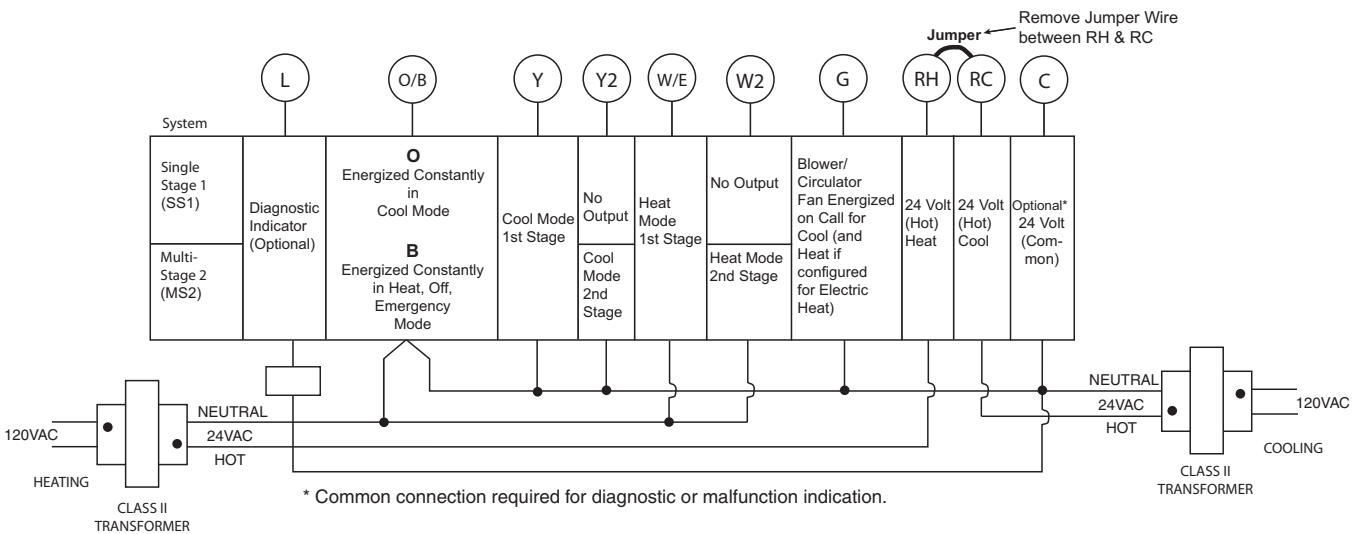 Remove Jumper Wire
between RH & RC
Jumper
L
O/B
Y
Y2
W/E
W2
G
RH
RC
C
System
Single
Stage 1
(SS1)
Multi-
Stage 2
(MS2)
Diagnostic
Indicator
(Optional)
O
Energized Constantly
in
Cool Mode
B
Energized Constantly
in Heat, Off,
Emergency
Mode
Cool Mode
1st Stage
No
Output
Cool
Mode
2nd
Stage
Heat
Mode
1st Stage
No Output
Heat Mode
2nd Stage
Blower/
Circulator
Fan Energized
on Call for
Cool (and
Heat if
configured
for Electric
Heat)
24 Volt
(Hot)
Heat
24 Volt
(Hot)
Cool
Optional*
24 Volt
(Com-
mon)
120VAC
HEATING
CLASS II
TRANSFORMER
NEUTRAL
24VAC
HOT
NEUTRAL
24VAC
HOT
120VAC
COOLING
CLASS II
TRANSFORMER
* Common connection required for diagnostic or malfunction indication.